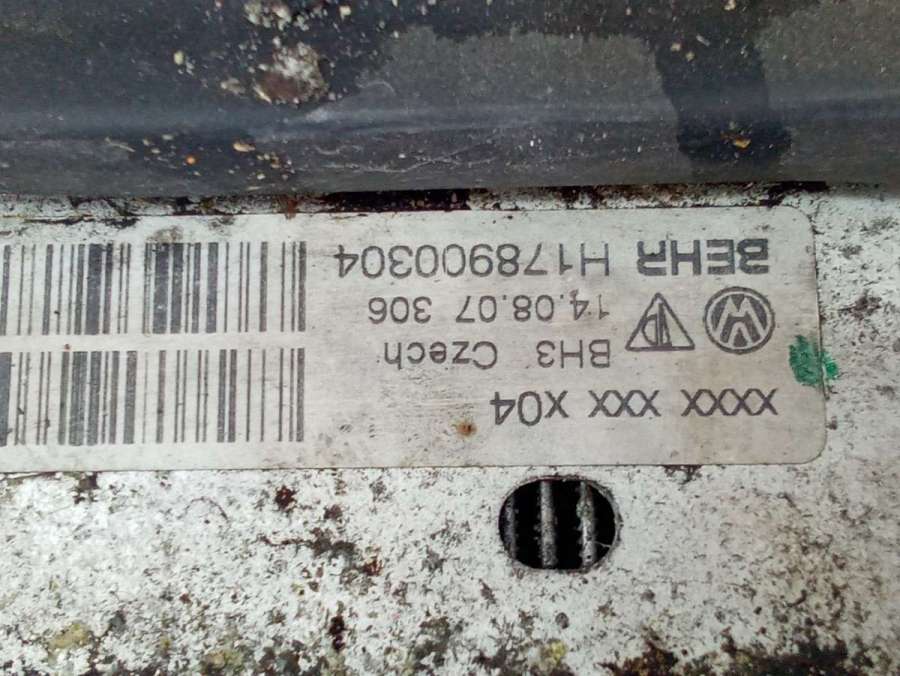 XXXX XXX X04
BH3 Czech
14.08.07 306
BEHR H178900304